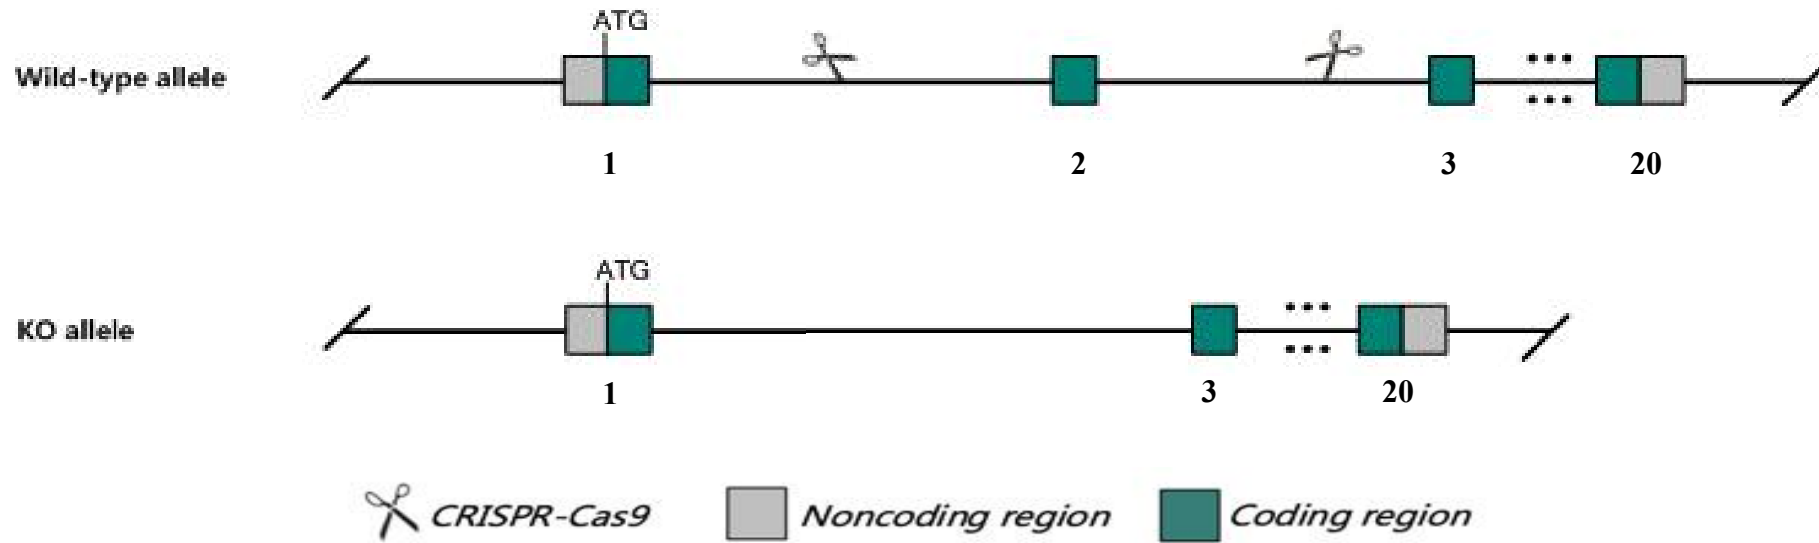 ATG
Wild-type allele
1 2 3 20
ATG
KO allele
1 3 20
CRISPR-Cas9 Noncoding region Coding region